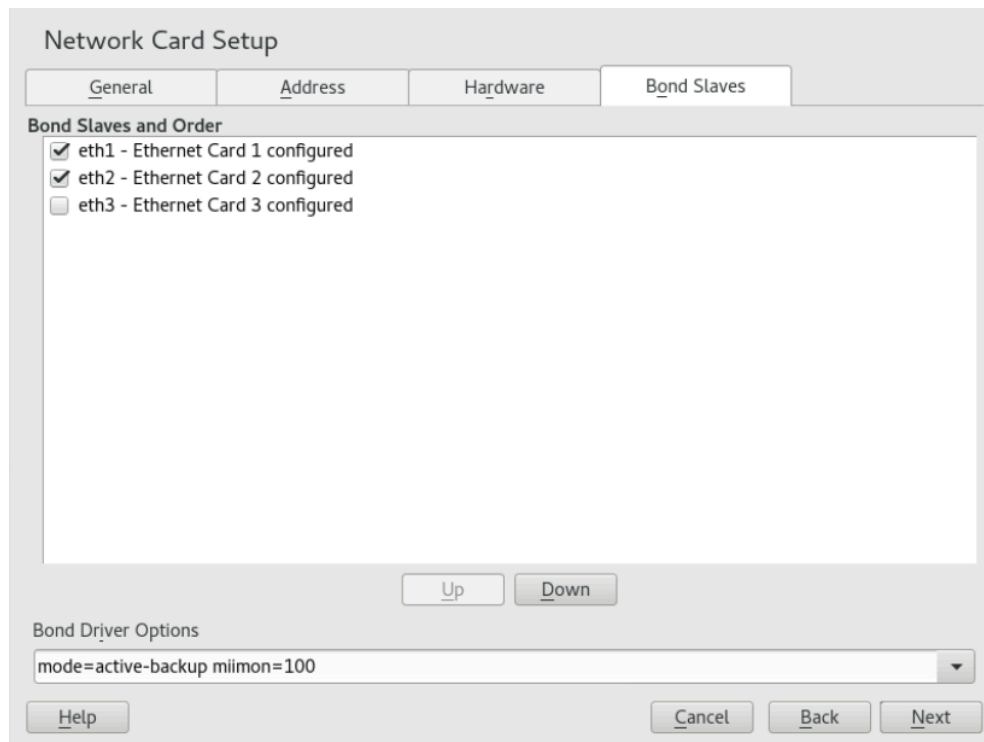 Network Card Setup
General Address Hardware Bond Slaves
Bond Slaves and Order
eth1 - Ethernet Card 1 configured
eth2 - Ethernet Card 2 configured
eth3 - Ethernet Card 3 configured
Up Down
Bond Driver Options
mode=active-backup miimon=100
Help Cancel Back Next